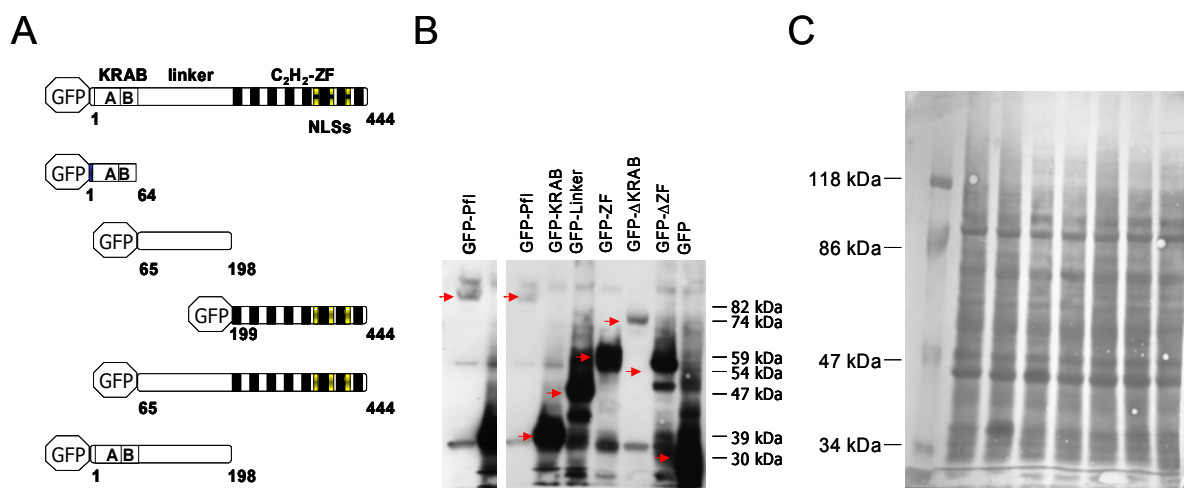 A
B
C
KRAB linker C2H2-ZF
GFP A B
1 444
NLSs
GFP A B
1 64
GFP
65 198
GFP
199 444
GFP
65 444
GFP A B
1 198
GFP-Pfl
GFP-Pfl
GFP-KRAB
GFP-Linker
GFP-ZF
GFP-ΔKRAB
GFP-ΔZF
GFP
82 kDa
74 kDa
59 kDa
54 kDa
47 kDa
39 kDa
30 kDa
118 kDa
86 kDa
47 kDa
34 kDa